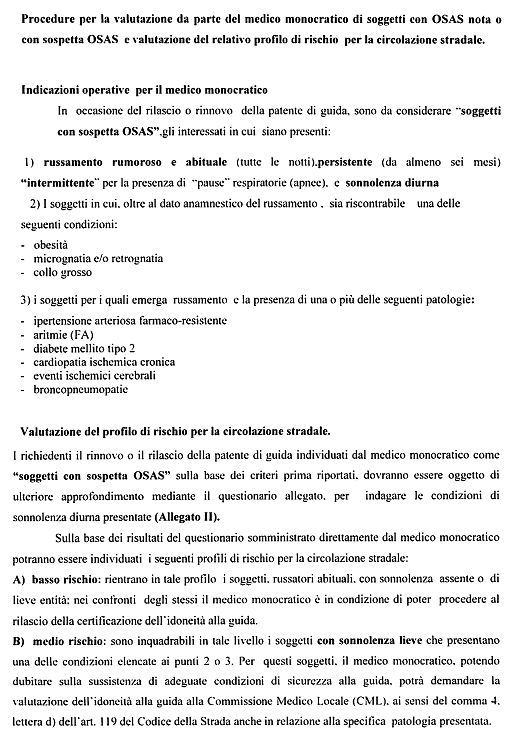 Procedure per la valutazione da parte del medico monocratico di soggetti con OSAS nota o
con sospetta OSAS e valutazione del relativo profilo di rischio per la circolazione stradale.
Indicazioni operative per il medico monocratico
In occasione del rilascio o rinnovo della patente di guida, sono da considerare "soggetti
con sospetta OSAS",gli interessati in cui siano presenti:
1) russamento rumoroso e abituale (tutte le notti),persistente (da almeno sei mesi)
"intermittente" per la presenza di "pause" respiratorie (apnee), e sonnolenza diurna
2) I soggetti in cui, oltre al dato anamnestico del russamento , sia riscontrabile una delle
seguenti condizioni:
- obesità
- micrognatia e/o retrognatia
- collo grosso
3) i soggetti per i quali emerga russamento e la presenza di una o più delle seguenti patologie:
- ipertensione arteriosa farmaco-resistente
- aritmie (FA)
- diabete mellito tipo 2
- cardiopatia ischemica cronica
- eventi ischemici cerebrali
- broncopneumopatie
Valutazione del profilo di rischio per la circolazione stradale.
I richiedenti il rinnovo o il rilascio della patente di guida individuati dal medico monocratico come
"soggetti con sospetta OSAS" sulla base dei criteri prima riportati, dovranno essere oggetto di
ulteriore approfondimento mediante il questionario allegato, per indagare le condizioni di
sonnolenza diurna presentate (Allegato II).
Sulla base dei risultati del questionario somministrato direttamente dal medico monocratico
potranno essere individuati i seguenti profili di rischio per la circolazione stradale:
A) basso rischio: rientrano in tale profilo i soggetti, russatori abituali, con sonnolenza assente o di
lieve entità; nei confronti degli stessi il medico monocratico è in condizione di poter procedere al
rilascio della certificazione dell'idoneità alla guida.
B) medio rischio: sono inquadrabili in tale livello i soggetti con sonnolenza lieve che presentano
una delle condizioni elencate ai punti 2 o 3. Per questi soggetti, il medico monocratico, potendo
dubitare sulla sussistenza di adeguate condizioni di sicurezza alla guida, potrà demandare la
valutazione dell'idoneità alla guida alla Commissione Medico Locale (CML), ai sensi del comma 4,
lettera d) dell'art. 119 del Codice della Strada anche in relazione alla specifica patologia presentata.